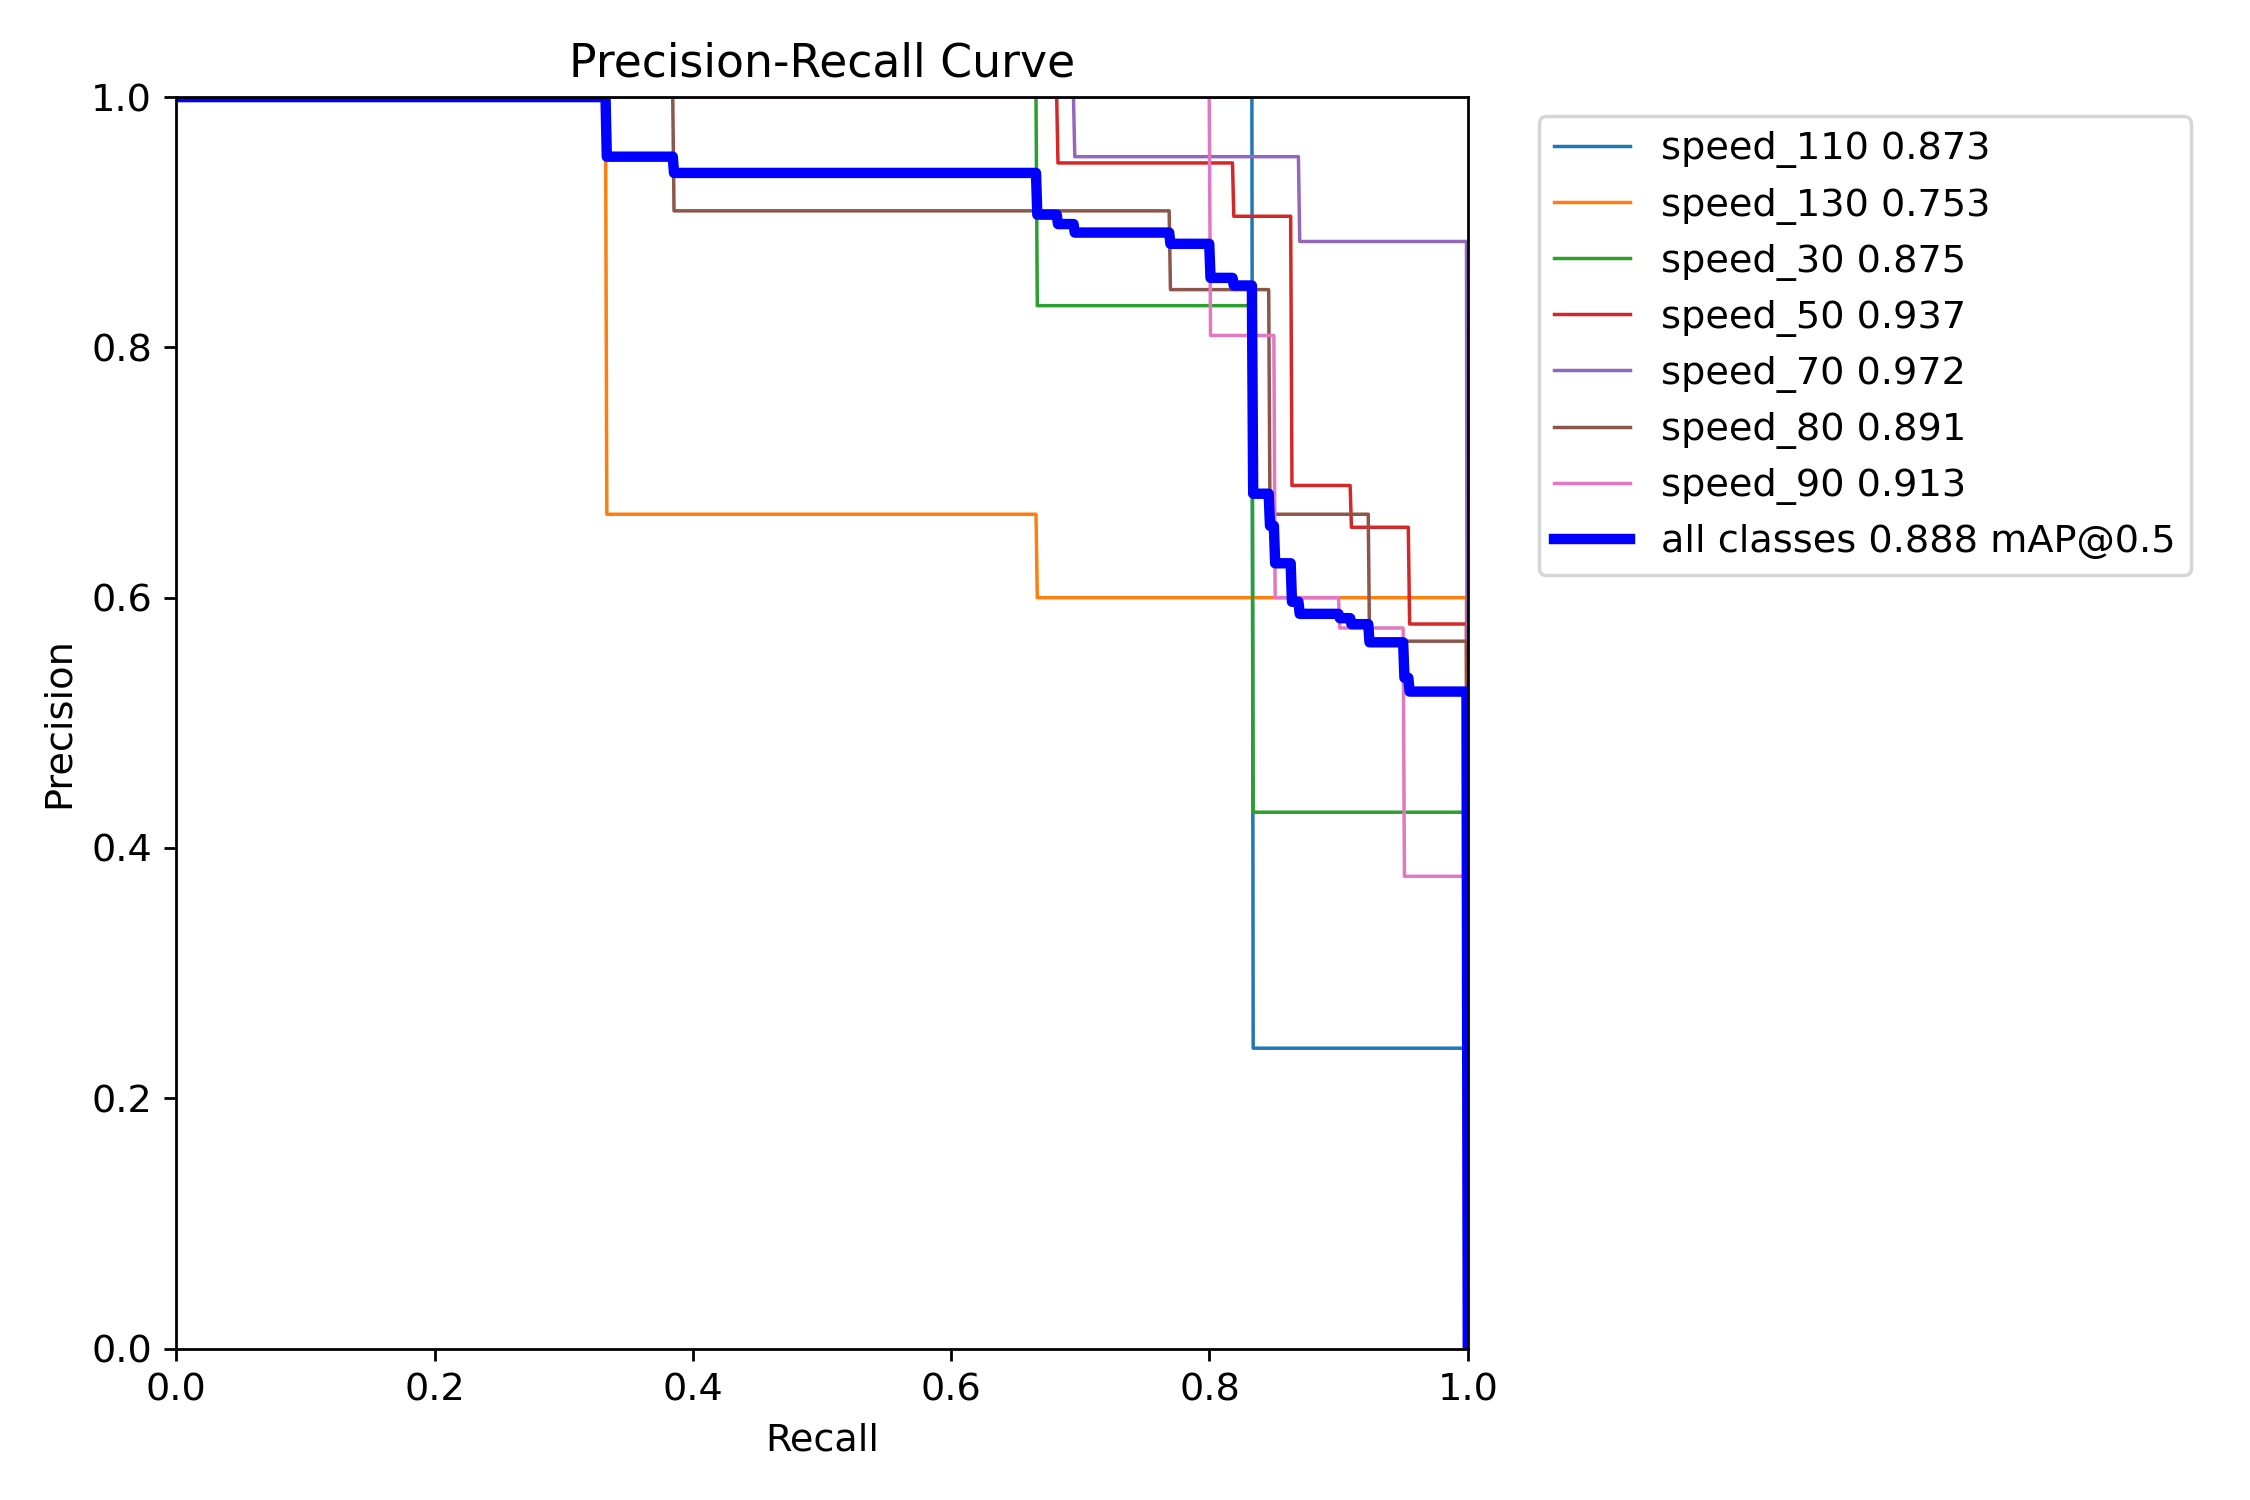 Precision-Recall Curve
1.0
0.8
0.6
0.4
0.2
0.0
Precision
0.0 0.2 0.4 0.6 0.8 1.0
Recall
speed_110 0.873
speed_130 0.753
speed_30 0.875
speed_50 0.937
speed_70 0.972
speed_80 0.891
speed_90 0.913
all classes 0.888 mAP@0.5